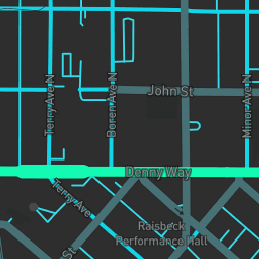 John St
Terry Ave N
Boren Ave N
Minor Ave N
Denny Way
Terry Ave
Raisbeck
Performance Hall
St